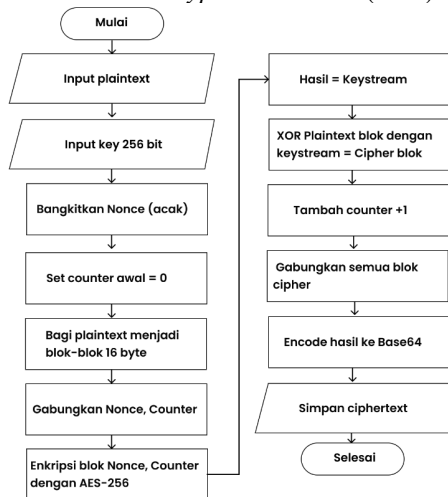 Mulai
Input plaintext
Input key 256 bit
Bangkitkan Nonce (acak)
Set counter awal = 0
Bagi plaintext menjadi
blok-blok 16 byte
Gabungkan Nonce, Counter
Enkripsi blok Nonce, Counter
dengan AES-256
Hasil = Keystream
XOR Plaintext blok dengan
keystream = Cipher blok
Tambah counter +1
Gabungkan semua blok
cipher
Encode hasil ke Base64
Simpan ciphertext
Selesai